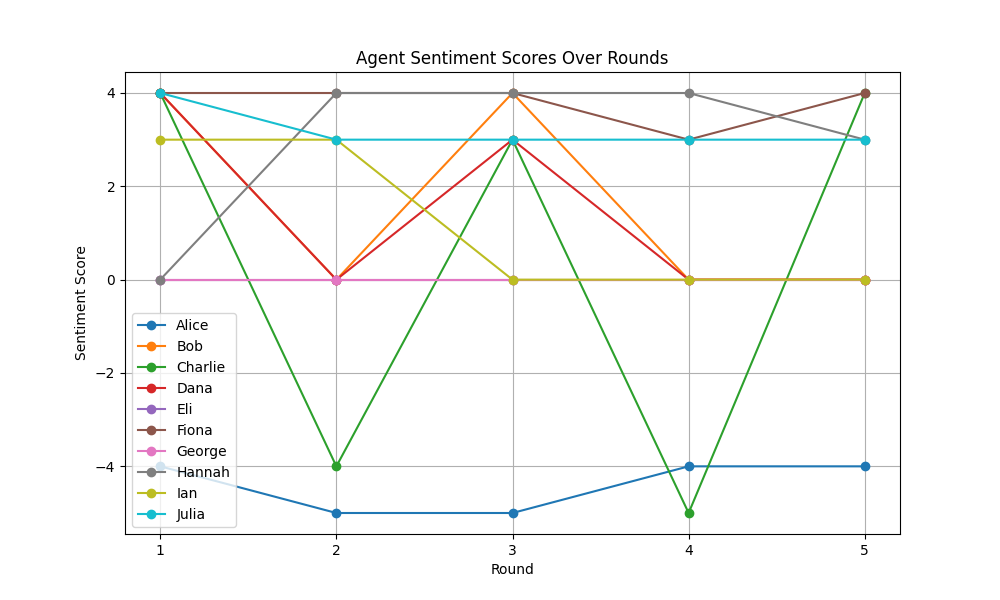 Agent Sentiment Scores Over Rounds
4
2
0
−2
−4
Sentiment Score
Alice
Bob
Charlie
Dana
Eli
Fiona
George
Hannah
Ian
Julia
1 2 3 4 5
Round